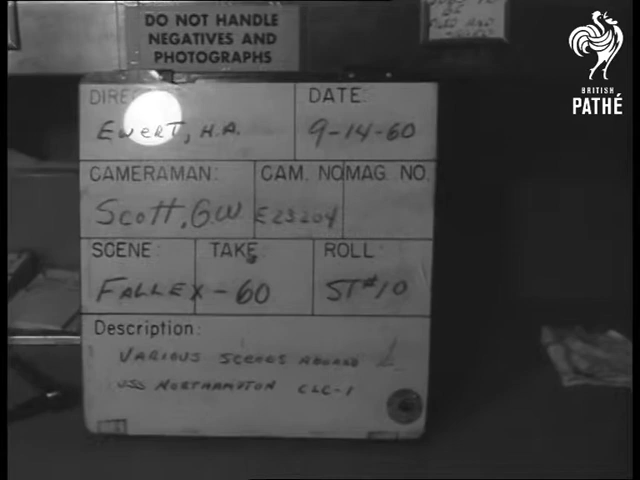 DO NOT HANDLE
NEGATIVES AND
PHOTOGRAPHS
BRITISH
PATHÉ
DIRE
DATE:
Ewert, H.A.
9-14-60
CAMERAMAN:
CAM. NO
MAG. NO.
Scott, G.W
E23204
SCENE:
TAKE:
ROLL:
FALLEX-60
ST#10
Description:
VARIOUS SCENES ABOARD
USS NORTHAMPTON CLC-1